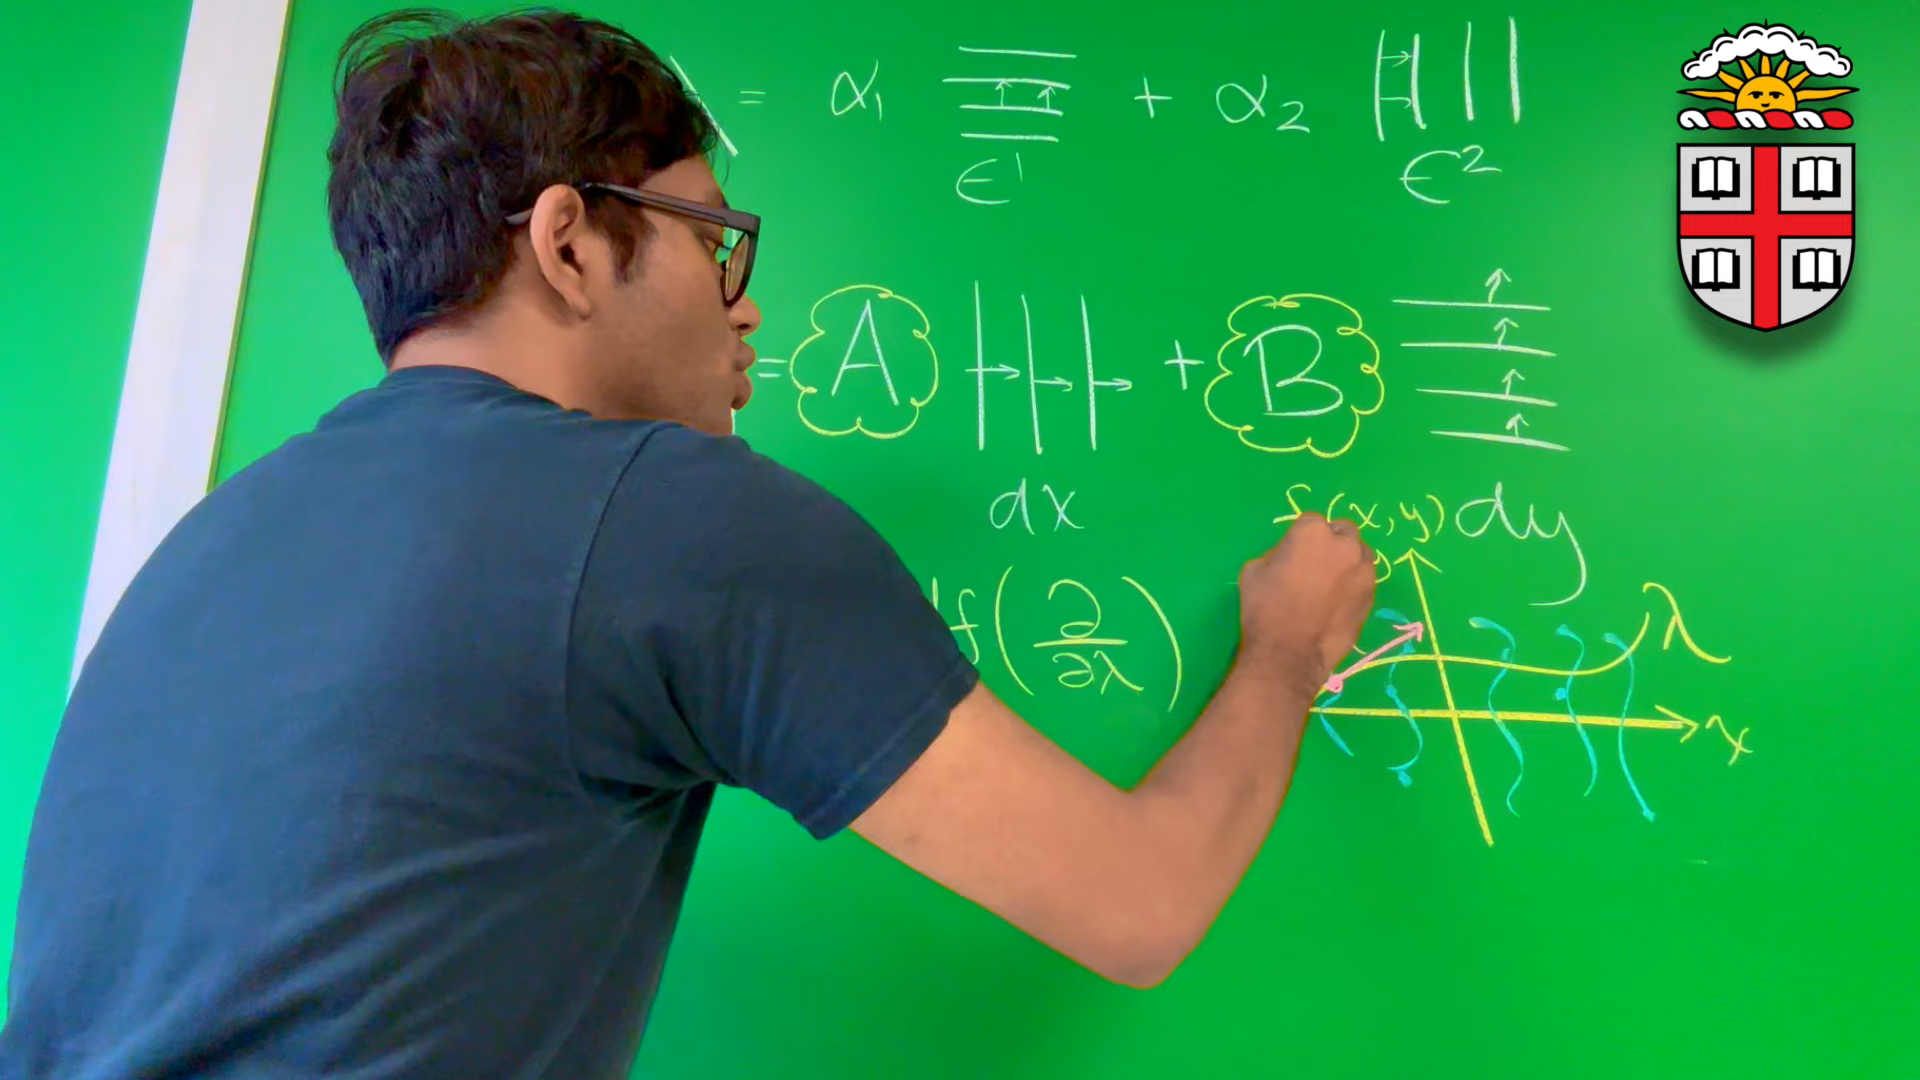 = α₁ + α₂
ϵ¹ ϵ²
= A + B
dx dy
f(x,y)
y
f(∂/∂λ) λ
x